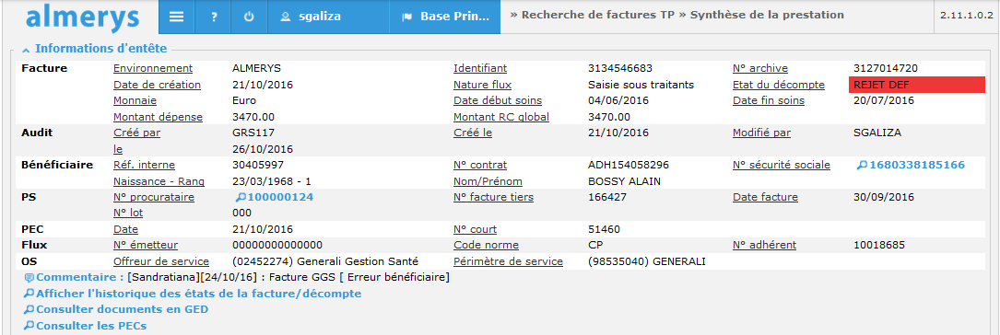 almerys ? sgaliza Base Prin... » Recherche de factures TP » Synthèse de la prestation 2.11.1.0.2
Informations d'entête
Facture Environnement ALMERYS Identifiant 3134546683 N° archive 3127014720
Date de création 21/10/2016 Nature flux Saisie sous traitants Etat du décompte REJET DEF
Monnaie Euro Date début soins 04/06/2016 Date fin soins 20/07/2016
Montant dépense 3470.00 Montant RC global 3470.00
Audit Créé par GRS117 Créé le 21/10/2016 Modifié par SGALIZA
le 26/10/2016
Bénéficiaire Réf. interne 30405997 N° contrat ADH154058296 N° sécurité sociale 1680338185166
Naissance - Rang 23/03/1968 - 1 Nom/Prénom BOSSY ALAIN
PS N° procurataire 100000124 N° facture tiers 166427 Date facture 30/09/2016
N° lot 000
PEC Date 21/10/2016 N° court 51460
Flux N° émetteur 00000000000000 Code norme CP N° adhérent 10018685
OS Offreur de service (02452274) Generali Gestion Santé Périmètre de service (98535040) GENERALI
Commentaire : [Sandratiana][24/10/16] : Facture GGS [ Erreur bénéficiaire]
Afficher l'historique des états de la facture/décompte
Consulter documents en GED
Consulter les PECs